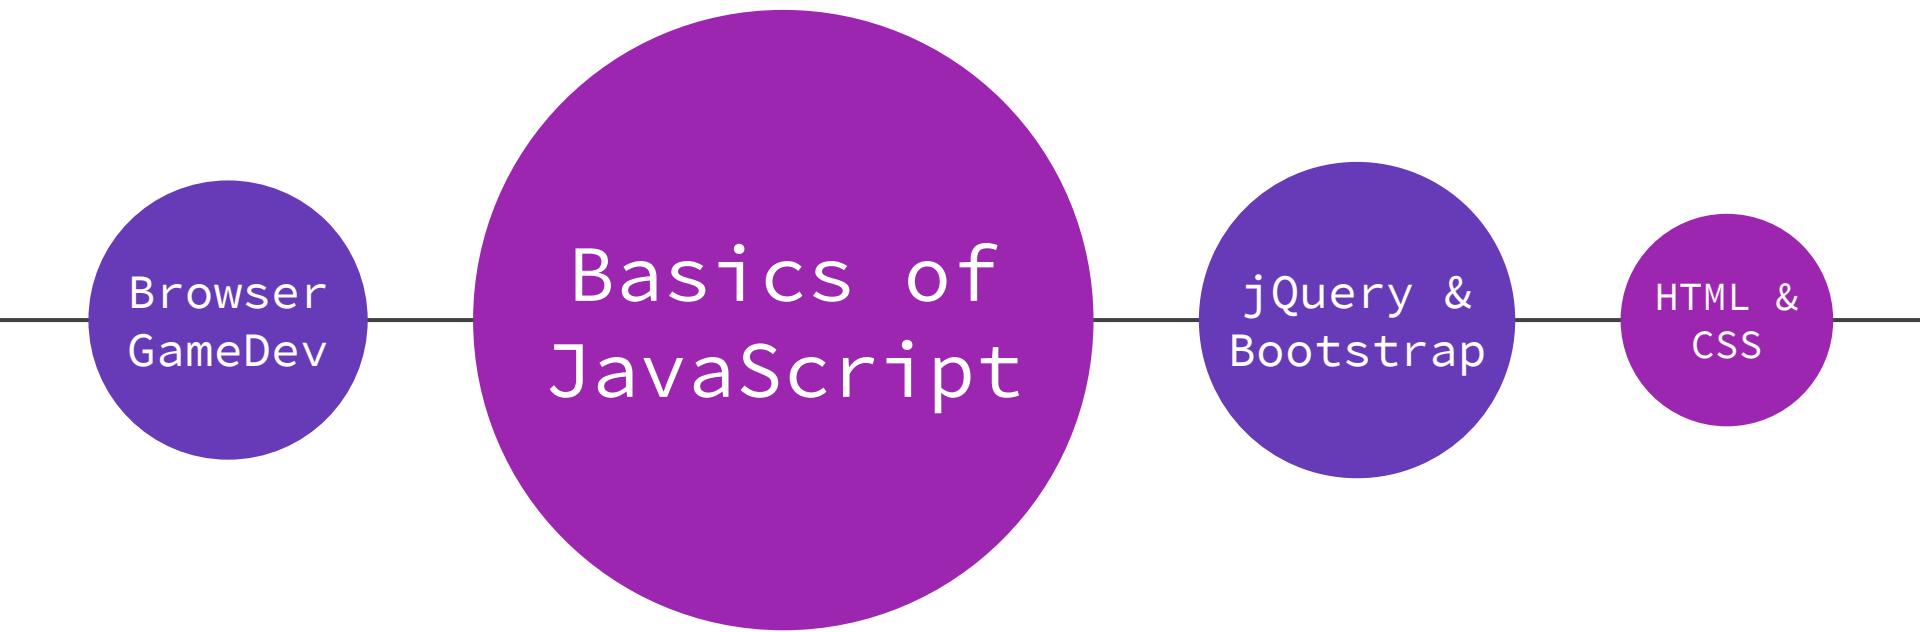 Browser
GameDev
Basics of
JavaScript
jQuery &
Bootstrap
HTML &
CSS